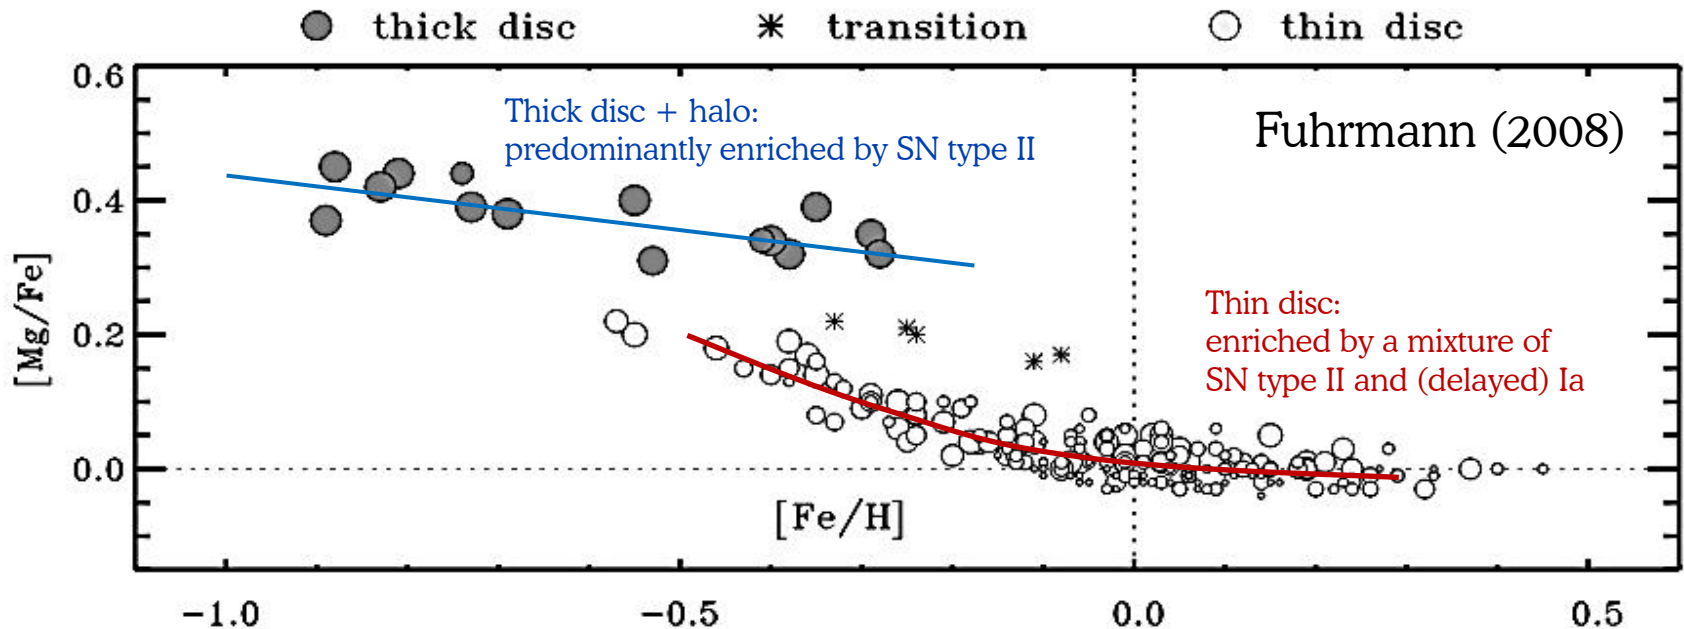 thick disc transition thin disc
0.6
Thick disc + halo:
predominantly enriched by SN type II
Fuhrmann (2008)
0.4
[Mg/Fe]
Thin disc:
enriched by a mixture of
SN type II and (delayed) Ia
0.2
0.0
[Fe/H]
−1.0 −0.5 0.0 0.5